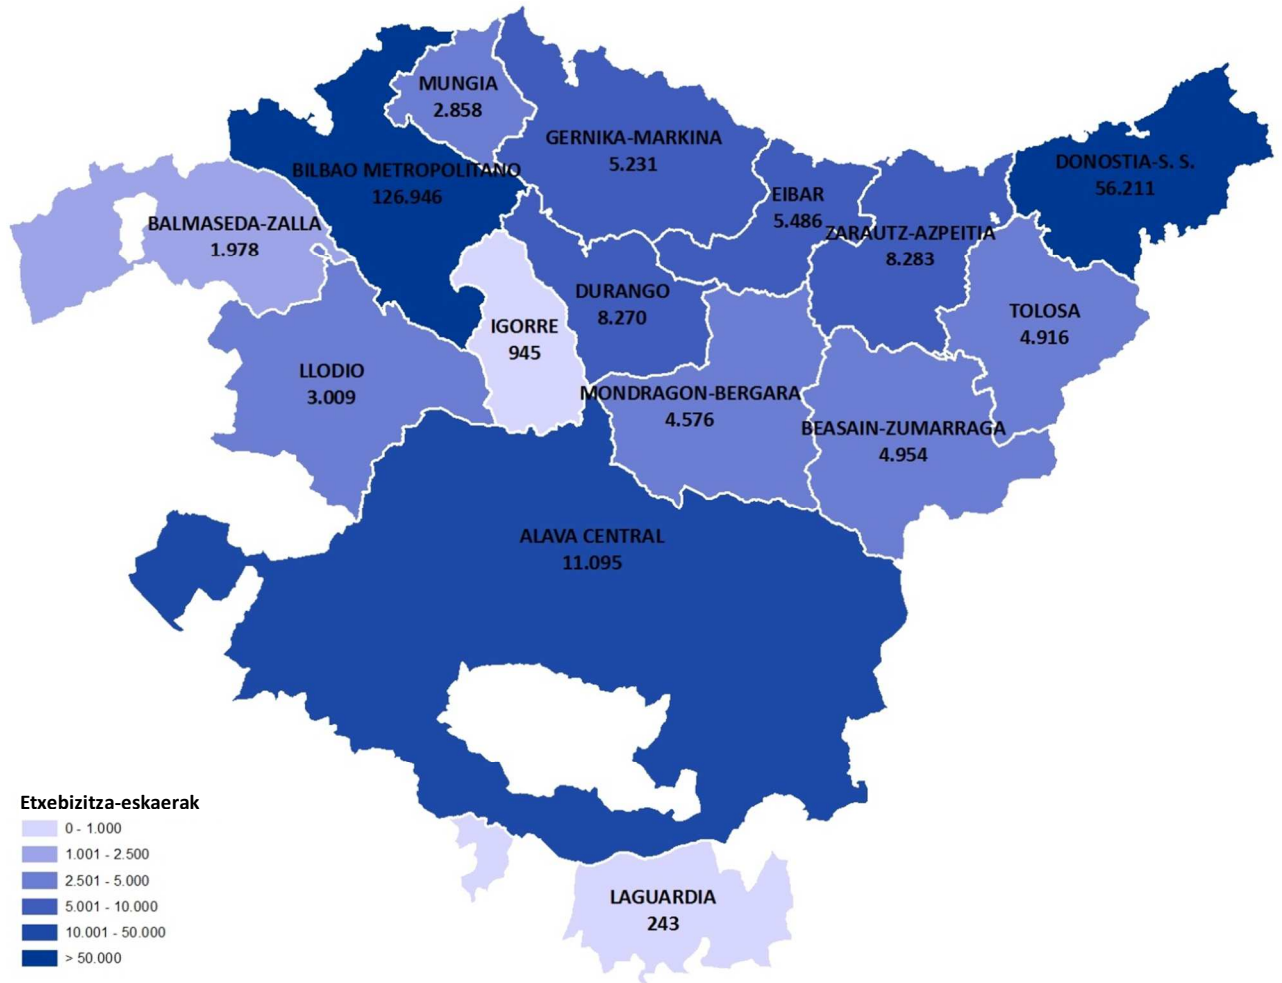 MUNGIA
2.858
GERNIKA-MARKINA
5.231
BILBAO METROPOLITANO
126.946
DONOSTIA-S. S.
56.211
EIBAR
5.486
BALMASEDA-ZALLA
1.978
ZARAUTZ-AZPEITIA
8.283
DURANGO
8.270
TOLOSA
4.916
IGORRE
945
LLODIO
3.009
MONDRAGON-BERGARA
4.576
BEASAIN-ZUMARRAGA
4.954
ALAVA CENTRAL
11.095
LAGUARDIA
243
Etxebizitza-eskaerak
0 - 1.000
1.001 - 2.500
2.501 - 5.000
5.001 - 10.000
10.001 - 50.000
> 50.000